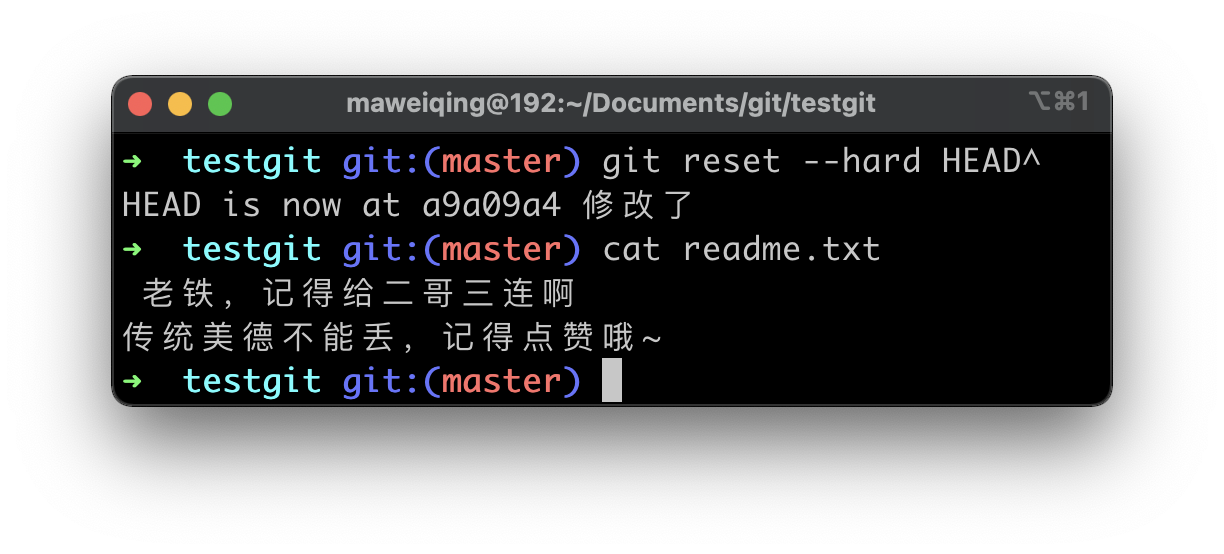 maweiqing@192:~/Documents/git/testgit ⌥⌘1
➜ testgit git:(master) git reset --hard HEAD^
HEAD is now at a9a09a4 修改了
➜ testgit git:(master) cat readme.txt
老铁，记得给二哥三连啊
传统美德不能丢，记得点赞哦~
➜ testgit git:(master)